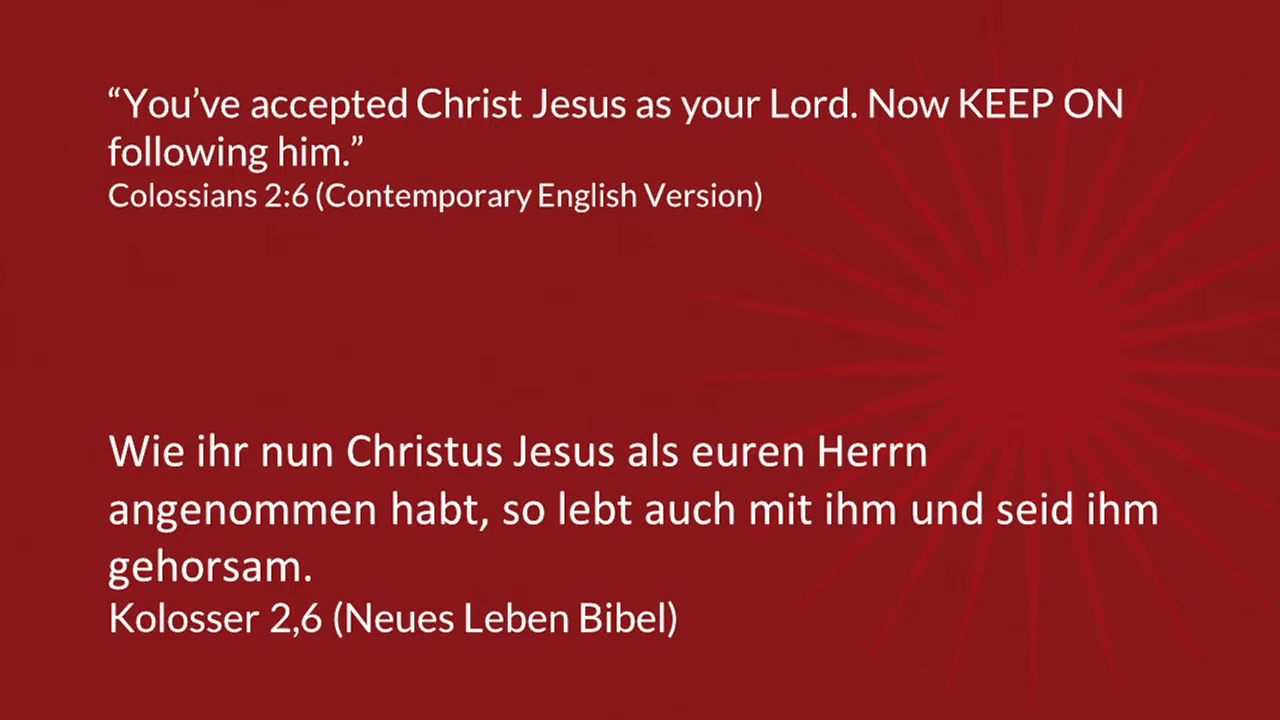 “You’ve accepted Christ Jesus as your Lord. Now KEEP ON
following him.”
Colossians 2:6 (Contemporary English Version)
Wie ihr nun Christus Jesus als euren Herrn
angenommen habt, so lebt auch mit ihm und seid ihm
gehorsam.
Kolosser 2,6 (Neues Leben Bibel)